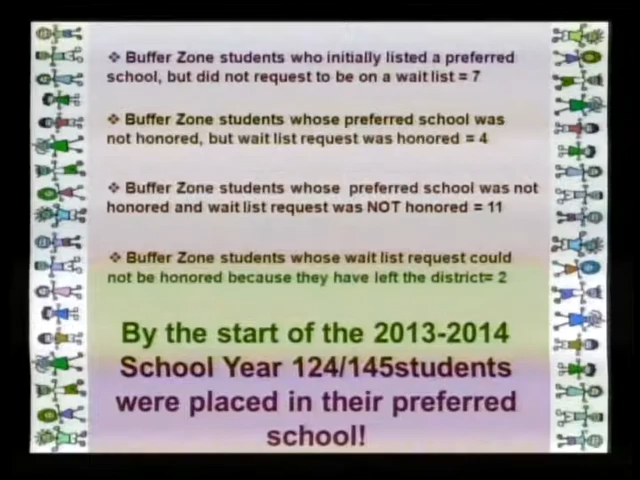 ❖ Buffer Zone students who initially listed a preferred
school, but did not request to be on a wait list = 7
❖ Buffer Zone students whose preferred school was
not honored, but wait list request was honored = 4
❖ Buffer Zone students whose preferred school was not
honored and wait list request was NOT honored = 11
❖ Buffer Zone students whose wait list request could
not be honored because they have left the district= 2
By the start of the 2013-2014
School Year 124/145students
were placed in their preferred
school!